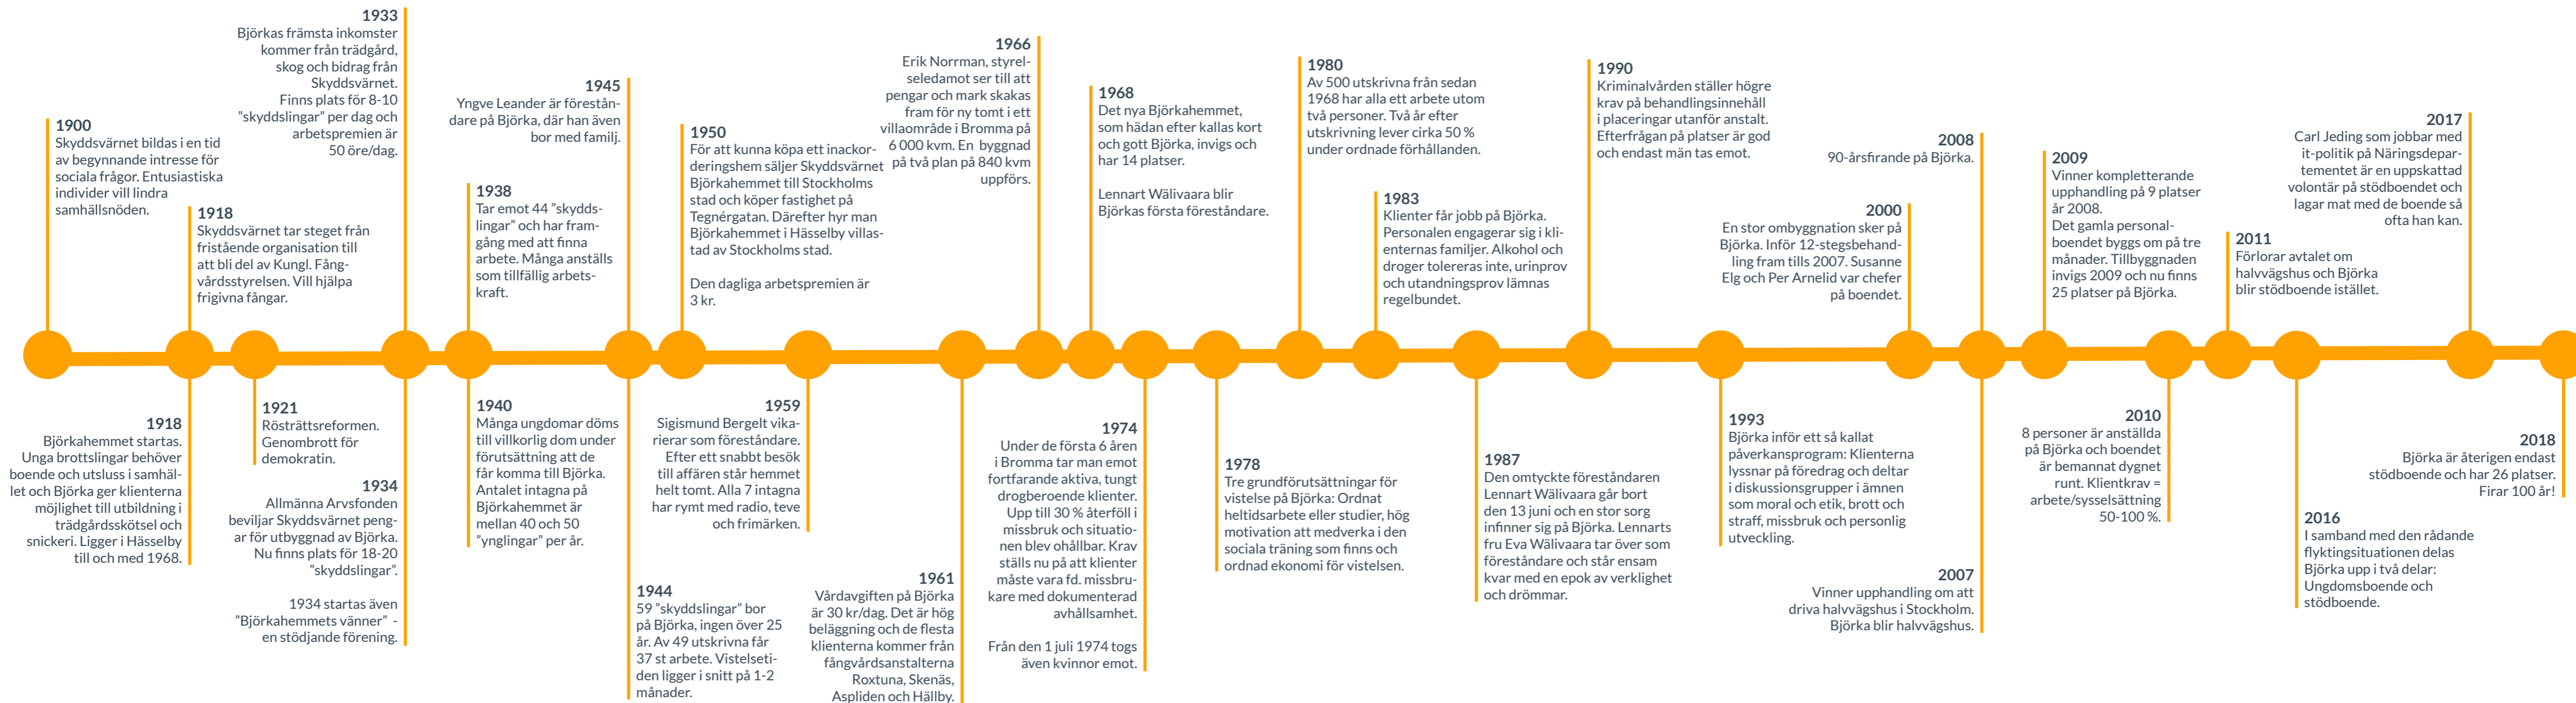 1900
Skyddsvärnet bildas i en tid
av begynnande intresse för
sociala frågor. Entusiastiska
individer vill lindra
samhällsnöden.
1918
Skyddsvärnet tar steget från
fristående organisation till
att bli del av Kungl. Fång-
vårdsstyrelsen. Vill hjälpa
frigivna fångar.
1918
Björkahemmet startas.
Unga brottslingar behöver
boende och utsluss i samhäl-
let och Björka ger klienterna
möjlighet till utbildning i
trädgårdsskötsel och
snickeri. Ligger i Hässelby
till och med 1968.
1921
Rösträttsreformen.
Genombrott för
demokratin.
1933
Björkas främsta inkomster
kommer från trädgård,
skog och bidrag från
Skyddsvärnet.
Finns plats för 8-10
”skyddslingar” per dag och
arbetspremien är
50 öre/dag.
1934
Allmänna Arvsfonden
beviljar Skyddsvärnet peng-
ar för utbyggnad av Björka.
Nu finns plats för 18-20
”skyddslingar”.
1934 startas även
”Björkahemmets vänner” -
en stödjande förening.
1938
Tar emot 44 ”skydds-
lingar” och har fram-
gång med att finna
arbete. Många anställs
som tillfällig arbets-
kraft.
1940
Många ungdomar döms
till villkorlig dom under
förutsättning att de
får komma till Björka.
Antalet intagna på
Björkahemmet är
mellan 40 och 50
”ynglingar” per år.
1945
Yngve Leander är förestån-
dare på Björka, där han även
bor med familj.
1944
59 ”skyddslingar” bor
på Björka, ingen över 25
år. Av 49 utskrivna får
37 st arbete. Vistelseti-
den ligger i snitt på 1-2
månader.
1950
För att kunna köpa ett inackor-
deringshem säljer Skyddsvärnet
Björkahemmet till Stockholms
stad och köper fastighet på
Tegnérgatan. Därefter hyr man
Björkahemmet i Hässelby villas-
tad av Stockholms stad.
Den dagliga arbetspremien är
3 kr.
1959
Sigismund Bergelt vika-
rierar som föreståndare.
Efter ett snabbt besök
till affären står hemmet
helt tomt. Alla 7 intagna
har rymt med radio, teve
och frimärken.
1961
Vårdavgiften på Björka
är 30 kr/dag. Det är hög
beläggning och de flesta
klienterna kommer från
fångvårdsanstalterna
Roxtuna, Skenäs,
Aspliden och Hällby.
1966
Erik Norrman, styrel-
seledamot ser till att
pengar och mark skakas
fram för ny tomt i ett
villaområde i Bromma på
6 000 kvm. En byggnad
på två plan på 840 kvm
uppförs.
1968
Det nya Björkahemmet,
som hädan efter kallas kort
och gott Björka, invigs och
har 14 platser.
Lennart Wälivaara blir
Björkas första föreståndare.
1974
Under de första 6 åren
i Bromma tar man emot
fortfarande aktiva, tungt
drogberoende klienter.
Upp till 30 % återföll i
missbruk och situatio-
nen blev ohållbar. Krav
ställs nu på att klienter
måste vara fd. missbru-
kare med dokumenterad
avhållsamhet.
Från den 1 juli 1974 togs
även kvinnor emot.
1978
Tre grundförutsättningar för
vistelse på Björka: Ordnat
heltidsarbete eller studier, hög
motivation att medverka i den
sociala träning som finns och
ordnad ekonomi för vistelsen.
1980
Av 500 utskrivna från sedan
1968 har alla ett arbete utom
två personer. Två år efter
utskrivning lever cirka 50 %
under ordnade förhållanden.
1983
Klienter får jobb på Björka.
Personalen engagerar sig i kli-
enternas familjer. Alkohol och
droger tolereras inte, urinprov
och utandningsprov lämnas
regelbundet.
1987
Den omtyckte föreståndaren
Lennart Wälivaara går bort
den 13 juni och en stor sorg
infinner sig på Björka. Lennarts
fru Eva Wälivaara tar över som
föreståndare och står ensam
kvar med en epok av verklighet
och drömmar.
1990
Kriminalvården ställer högre
krav på behandlingsinnehåll
i placeringar utanför anstalt.
Efterfrågan på platser är god
och endast män tas emot.
1993
Björka inför ett så kallat
påverkansprogram: Klienterna
lyssnar på föredrag och deltar
i diskussionsgrupper i ämnen
som moral och etik, brott och
straff, missbruk och personlig
utveckling.
2000
En stor ombyggnation sker på
Björka. Inför 12-stegsbehand-
ling fram tills 2007. Susanne
Elg och Per Arnelid var chefer
på boendet.
2008
90-årsfirande på Björka.
2007
Vinner upphandling om att
driva halvvägshus i Stockholm.
Björka blir halvvägshus.
2009
Vinner kompletterande
upphandling på 9 platser
år 2008.
Det gamla personal-
boendet byggs om på tre
månader. Tillbyggnaden
invigs 2009 och nu finns
25 platser på Björka.
2010
8 personer är anställda
på Björka och boendet
är bemannat dygnet
runt. Klientkrav =
arbete/sysselsättning
50-100 %.
2011
Förlorar avtalet om
halvvägshus och Björka
blir stödboende istället.
2016
I samband med den rådande
flyktingsituationen delas
Björka upp i två delar:
Ungdomsboende och
stödboende.
2017
Carl Jeding som jobbar med
it-politik på Näringsdepar-
tementet är en uppskattad
volontär på stödboendet och
lagar mat med de boende så
ofta han kan.
2018
Björka är återigen endast
stödboende och har 26 platser.
Firar 100 år!